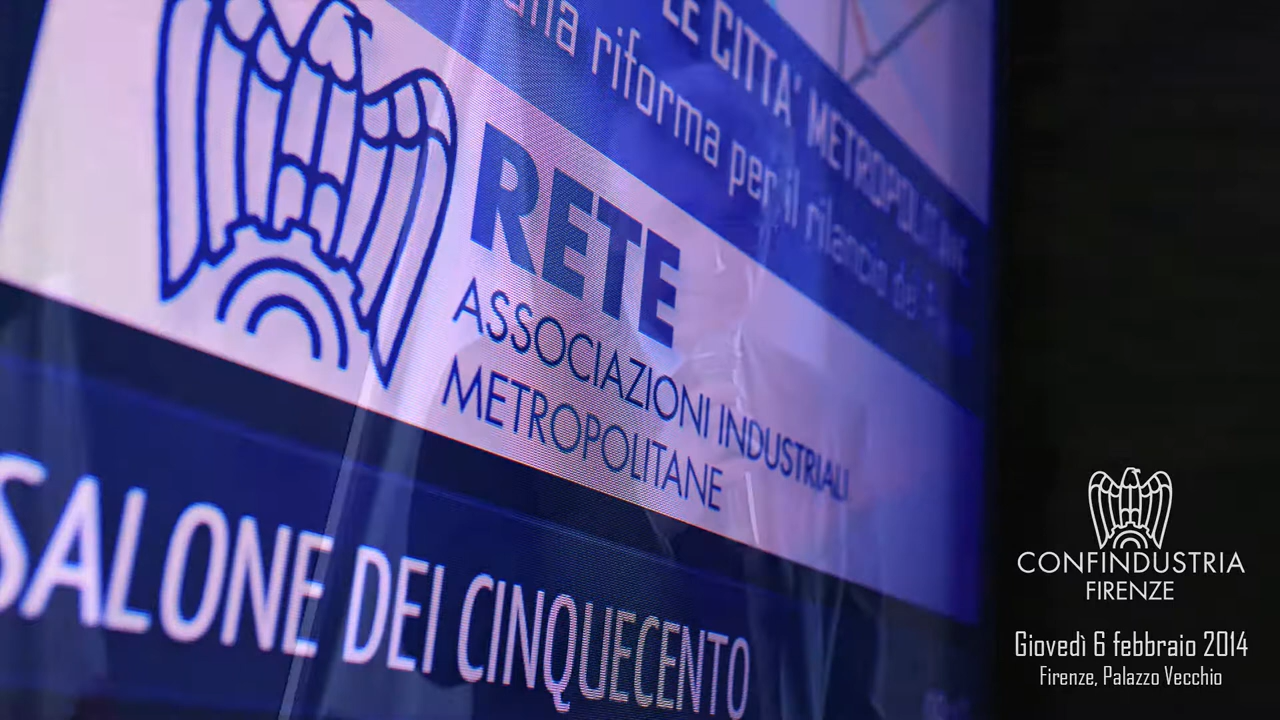 LE CITTA' METROPOLITANE
riforma per il rilancio del
RETE
ASSOCIAZIONI INDUSTRIALI
METROPOLITANE
SALONE DEI CINQUECENTO
CONFINDUSTRIA
FIRENZE
Giovedì 6 febbraio 2014
Firenze, Palazzo Vecchio